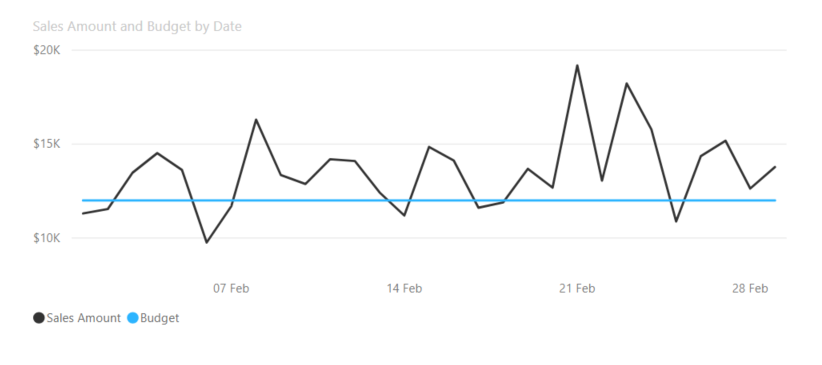 Sales Amount and Budget by Date
$20K
$15K
$10K
07 Feb 14 Feb 21 Feb 28 Feb
Sales Amount Budget